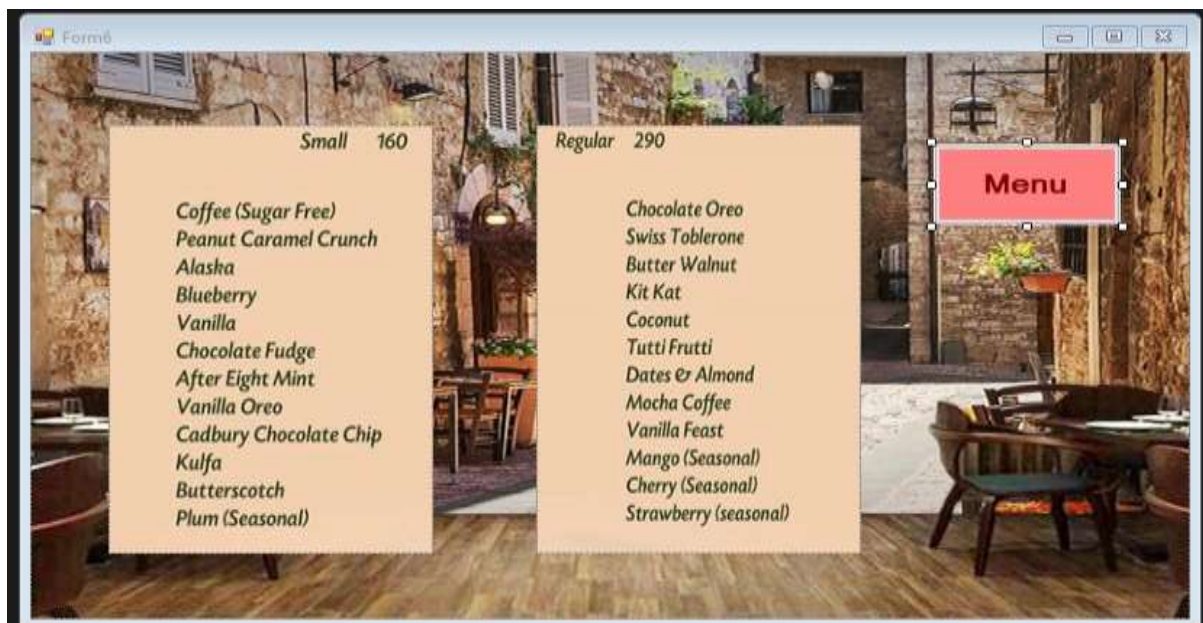 Form6
Small 160
Coffee (Sugar Free)
Peanut Caramel Crunch
Alaska
Blueberry
Vanilla
Chocolate Fudge
After Eight Mint
Vanilla Oreo
Cadbury Chocolate Chip
Kulfa
Butterscotch
Plum (Seasonal)
Regular 290
Chocolate Oreo
Swiss Toblerone
Butter Walnut
Kit Kat
Coconut
Tutti Frutti
Dates & Almond
Mocha Coffee
Vanilla Feast
Mango (Seasonal)
Cherry (Seasonal)
Strawberry (seasonal)
Menu